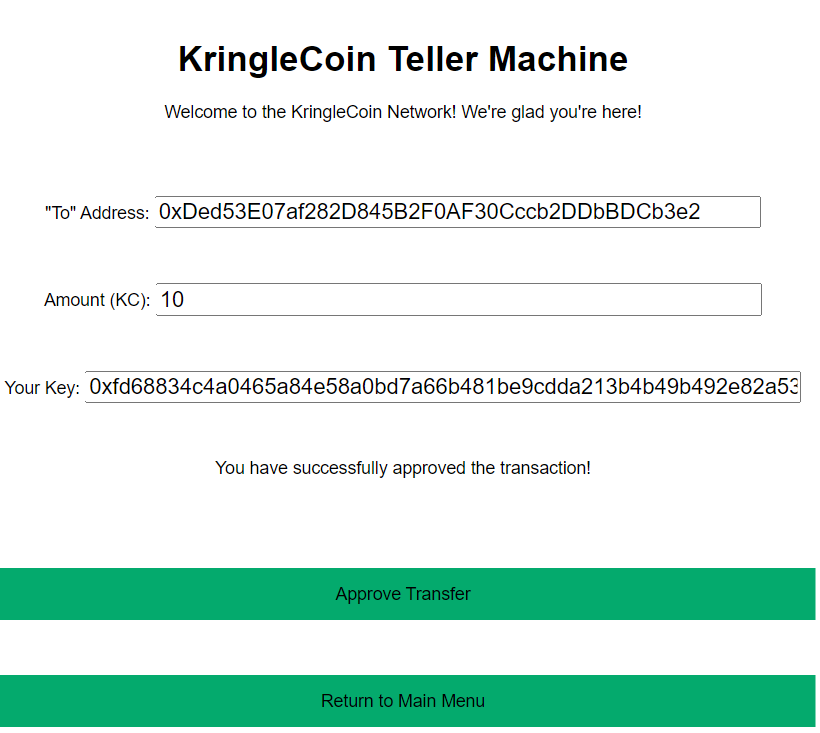 KringleCoin Teller Machine
Welcome to the KringleCoin Network! We're glad you're here!
"To" Address: 0xDed53E07af282D845B2F0AF30Cccb2DDbBDCb3e2
Amount (KC): 10
Your Key: 0xfd68834c4a0465a84e58a0bd7a66b481be9cdda213b4b49b492e82a53
You have successfully approved the transaction!
Approve Transfer
Return to Main Menu